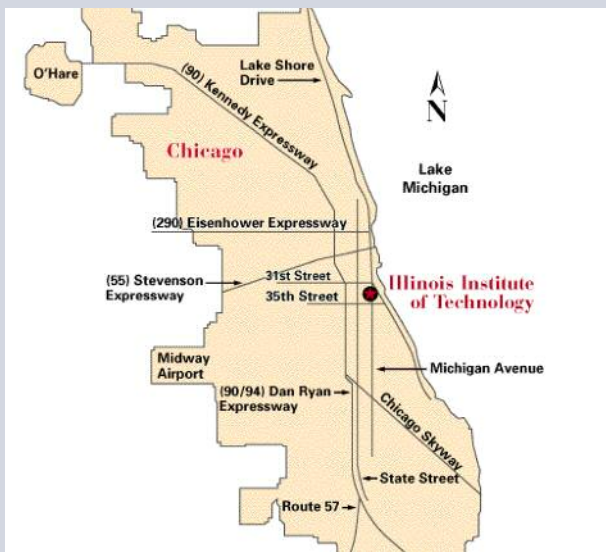 O'Hare
Lake Shore
Drive
(90) Kennedy Expressway
N
Chicago
Lake
Michigan
(290) Eisenhower Expressway
(55) Stevenson
Expressway
31st Street
35th Street
Illinois Institute
of Technology
Midway
Airport
Michigan Avenue
(90/94) Dan Ryan
Expressway
Chicago Skyway
State Street
Route 57